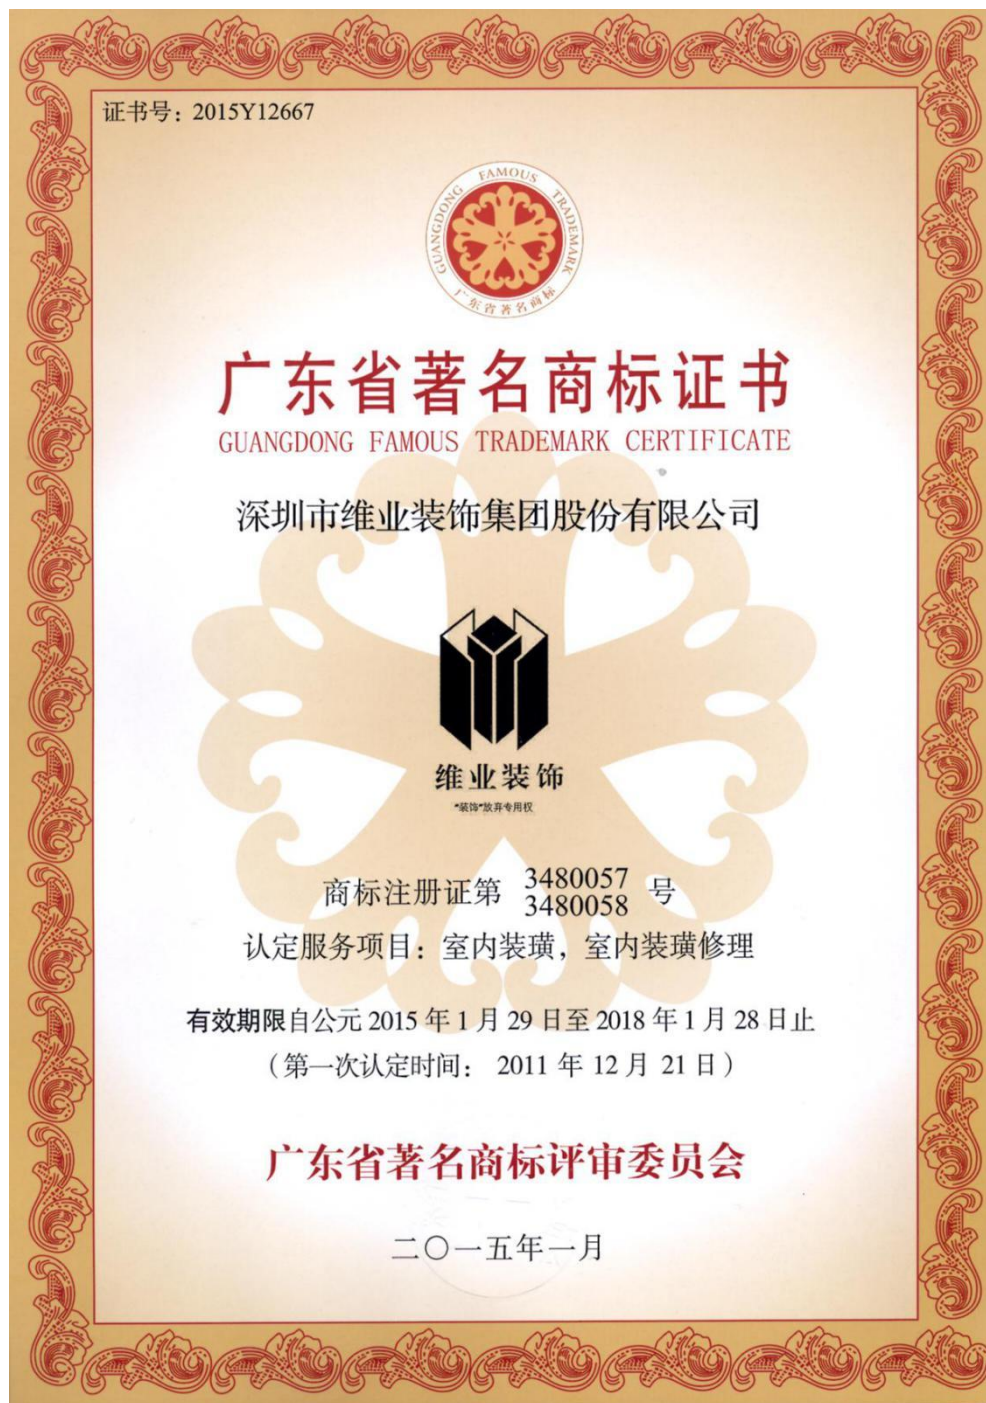 证书号：2015Y12667
GUANGDONG FAMOUS TRADEMARK
广东省著名商标
广东省著名商标证书
GUANGDONG FAMOUS TRADEMARK CERTIFICATE
深圳市维业装饰集团股份有限公司
维业装饰
“装饰”放弃专用权
商标注册证第 3480057 号
3480058
认定服务项目：室内装璜，室内装璜修理
有效期限自公元 2015 年 1 月 29 日至 2018 年 1 月 28 日止
（第一次认定时间： 2011 年 12 月 21 日）
广东省著名商标评审委员会
二〇一五年一月